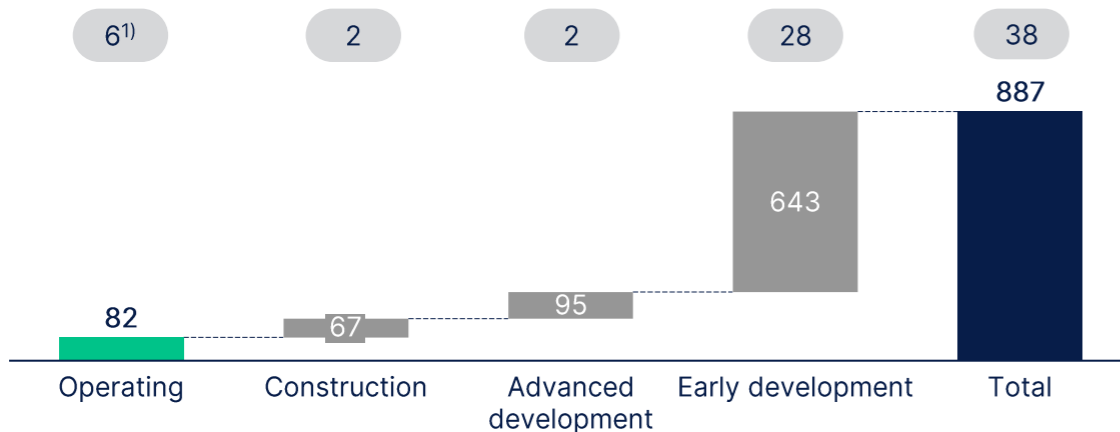 6¹⁾ 2 2 28 38
887
643
95
82 67
Operating Construction Advanced Early development Total
development